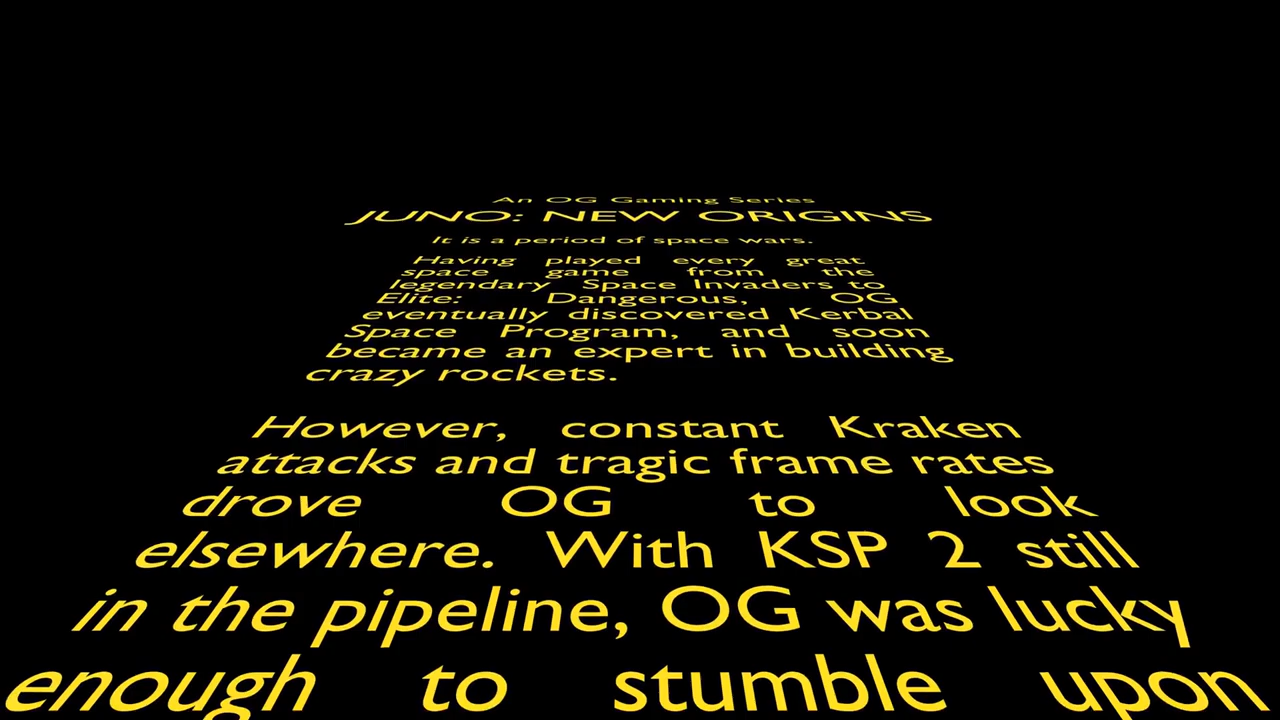 An OG Gaming Series
JUNO: NEW ORIGINS
It is a period of space wars.
Having played every great
space game from the
legendary Space Invaders to
Elite: Dangerous, OG
eventually discovered Kerbal
Space Program, and soon
became an expert in building
crazy rockets.
However, constant Kraken
attacks and tragic frame rates
drove OG to look
elsewhere. With KSP 2 still
in the pipeline, OG was lucky
enough to stumble upon